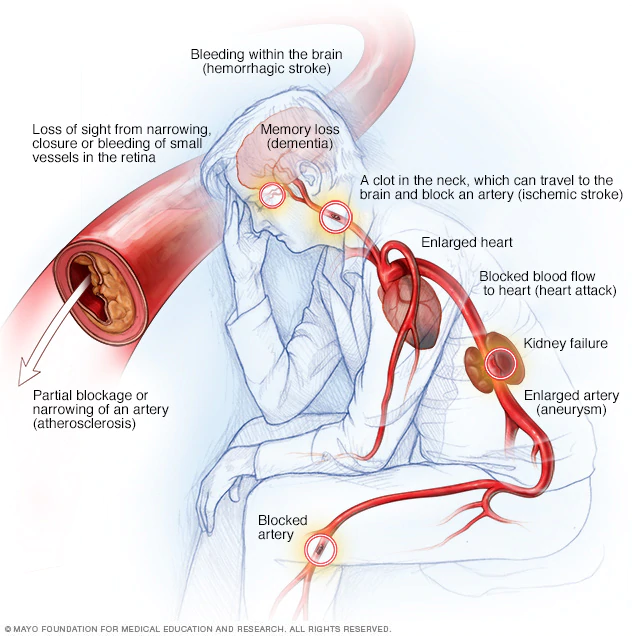 Bleeding within the brain
(hemorrhagic stroke)
Loss of sight from narrowing,
closure or bleeding of small
vessels in the retina
Memory loss
(dementia)
A clot in the neck, which can travel to the
brain and block an artery (ischemic stroke)
Enlarged heart
Blocked blood flow
to heart (heart attack)
Kidney failure
Enlarged artery
(aneurysm)
Partial blockage or
narrowing of an artery
(atherosclerosis)
Blocked
artery
© MAYO FOUNDATION FOR MEDICAL EDUCATION AND RESEARCH. ALL RIGHTS RESERVED.